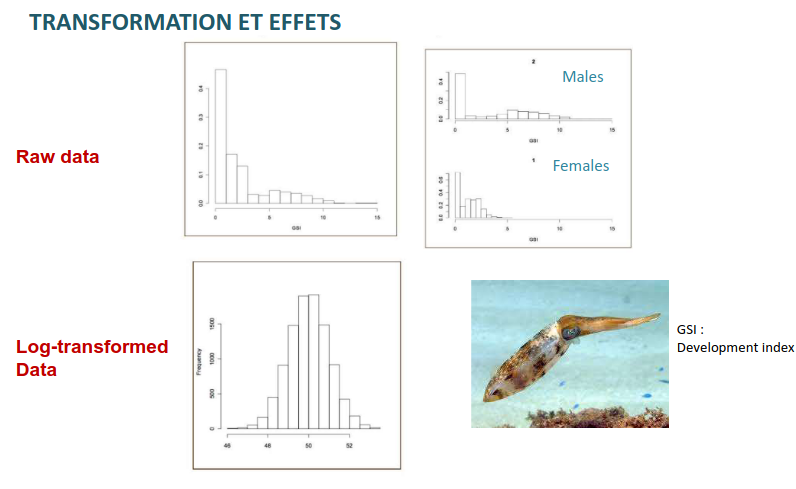 TRANSFORMATION ET EFFETS
Raw data
0.0 0.1 0.2 0.3 0.4
0 5 10 15
GSI
2
Males
0.0 0.2 0.4
0 5 10 15
GSI
1
Females
0.0 0.2 0.4 0.6
0 5 10 15
GSI
Log-transformed
Data
Frequency
0 500 1000 1500
46 48 50 52
GSI :
Development index